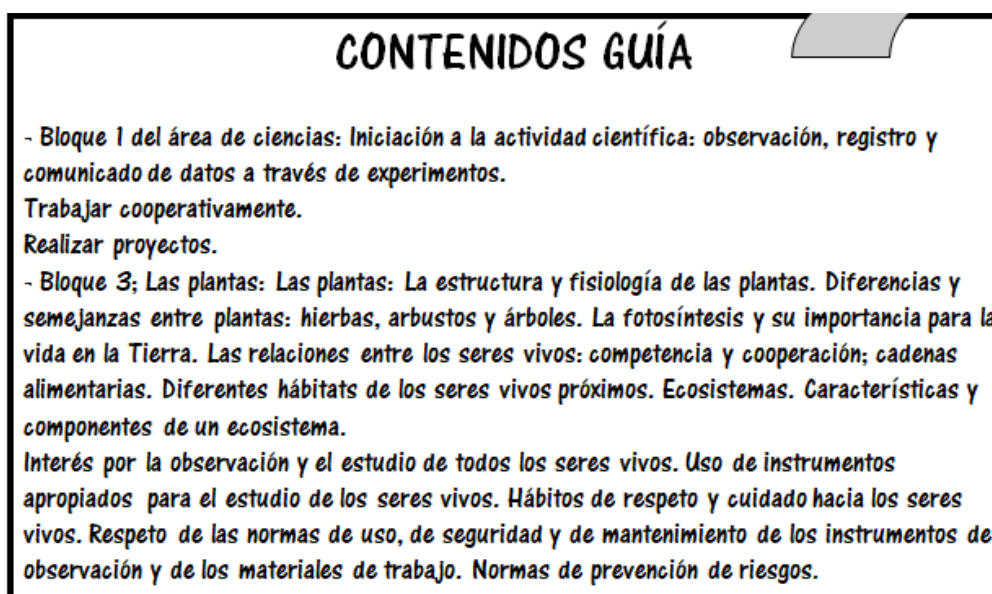 CONTENIDOS GUÍA
- Bloque 1 del área de ciencias: Iniciación a la actividad científica: observación, registro y
comunicado de datos a través de experimentos.
Trabajar cooperativamente.
Realizar proyectos.
- Bloque 3; Las plantas: Las plantas: La estructura y fisiología de las plantas. Diferencias y
semejanzas entre plantas: hierbas, arbustos y árboles. La fotosíntesis y su importancia para la
vida en la Tierra. Las relaciones entre los seres vivos: competencia y cooperación; cadenas
alimentarias. Diferentes hábitats de los seres vivos próximos. Ecosistemas. Características y
componentes de un ecosistema.
Interés por la observación y el estudio de todos los seres vivos. Uso de instrumentos
apropiados para el estudio de los seres vivos. Hábitos de respeto y cuidado hacia los seres
vivos. Respeto de las normas de uso, de seguridad y de mantenimiento de los instrumentos de
observación y de los materiales de trabajo. Normas de prevención de riesgos.